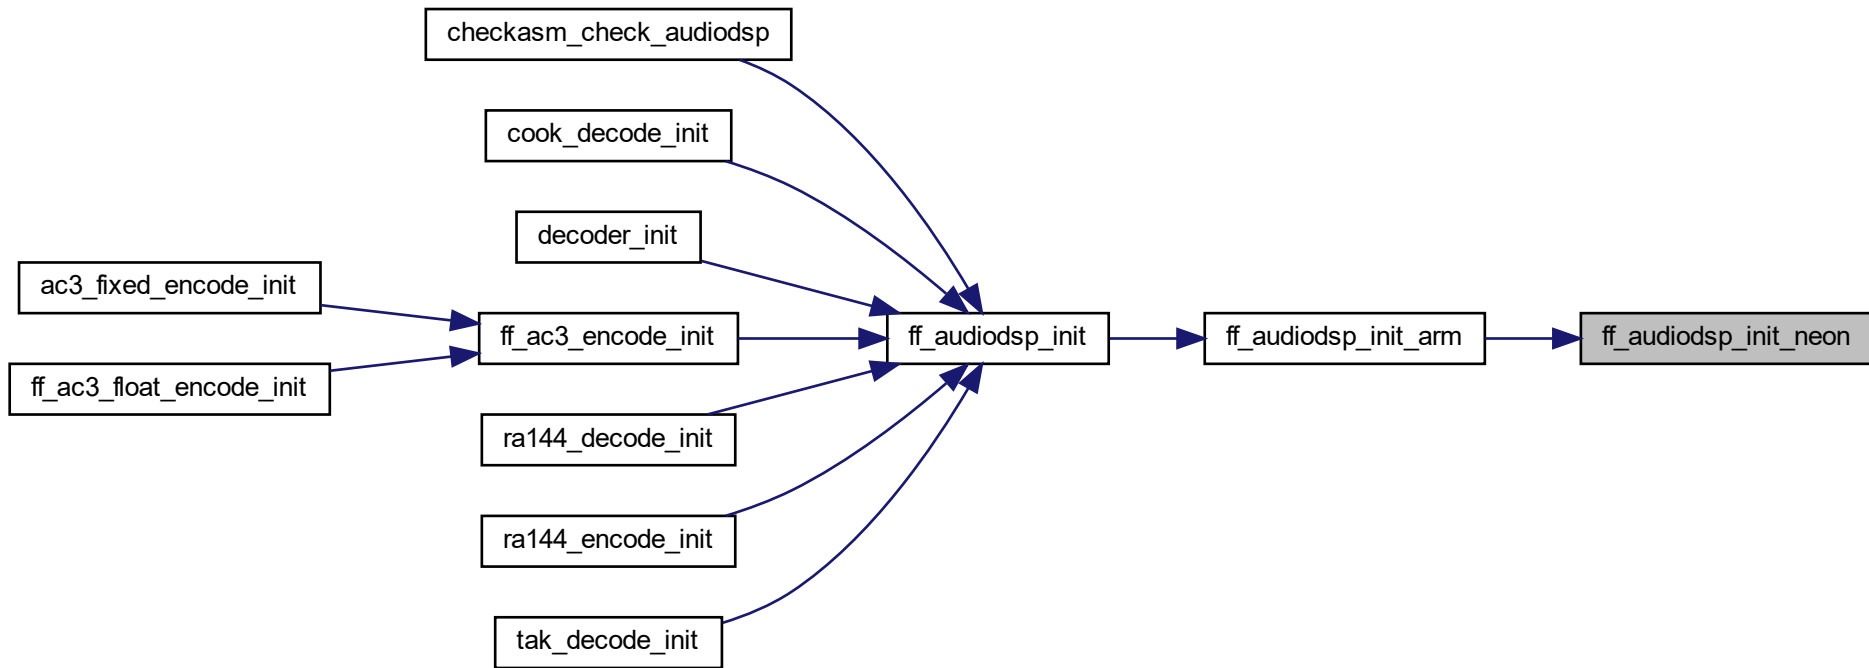 checkasm_check_audiodsp
cook_decode_init
decoder_init
ac3_fixed_encode_init
ff_ac3_encode_init
ff_audiodsp_init
ff_audiodsp_init_arm
ff_audiodsp_init_neon
ff_ac3_float_encode_init
ra144_decode_init
ra144_encode_init
tak_decode_init